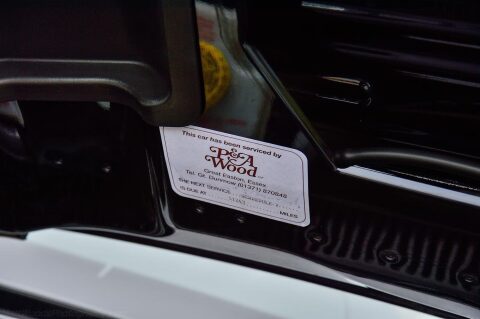 This car has been serviced by
P&A
Wood
Great Easton, Essex
Tel. Gt. Dunmow (01371) 870848
THE NEXT SERVICE
IS DUE AT MILES